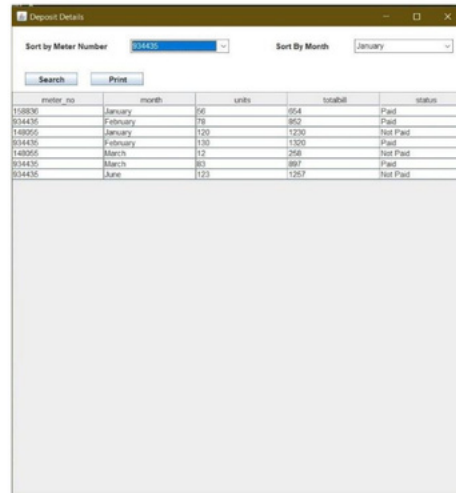 Deposit Details
Sort by Meter Number 934435 Sort By Month January
Search Print
meter_no month units totalbill status
158836 January 56 654 Paid
934435 February 78 852 Paid
148055 January 120 1230 Not Paid
934435 February 130 1320 Paid
148055 March 12 258 Not Paid
934435 March 83 897 Paid
934435 June 123 1257 Not Paid